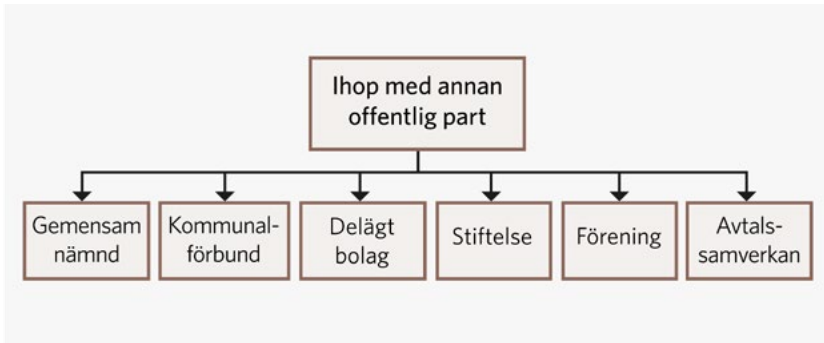 Ihop med annan
offentlig part
Gemensam
nämnd
Kommunal-
förbund
Delägt
bolag
Stiftelse
Förening
Avtals-
samverkan